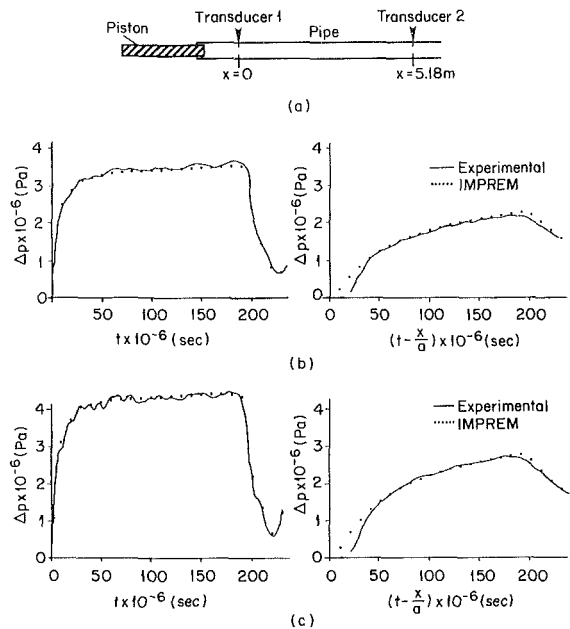 Transducer 1
Transducer 2
Piston
Pipe
x=0
x=5.18m
(a)
4
3
2
1
0
Δp×10⁻⁶(Pa)
50
100
150
200
t×10⁻⁶(sec)
4
3
2
1
0
Δp×10⁻⁶(Pa)
Experimental
IMPREM
50
100
150
200
(t-x/a)×10⁻⁶(sec)
(b)
4
3
2
1
0
Δp×10⁻⁶(Pa)
0
50
100
150
200
t×10⁻⁶(sec)
4
3
2
1
0
Δp×10⁻⁶(Pa)
Experimental
IMPREM
50
100
150
200
(t-x/a)×10⁻⁶(sec)
(c)